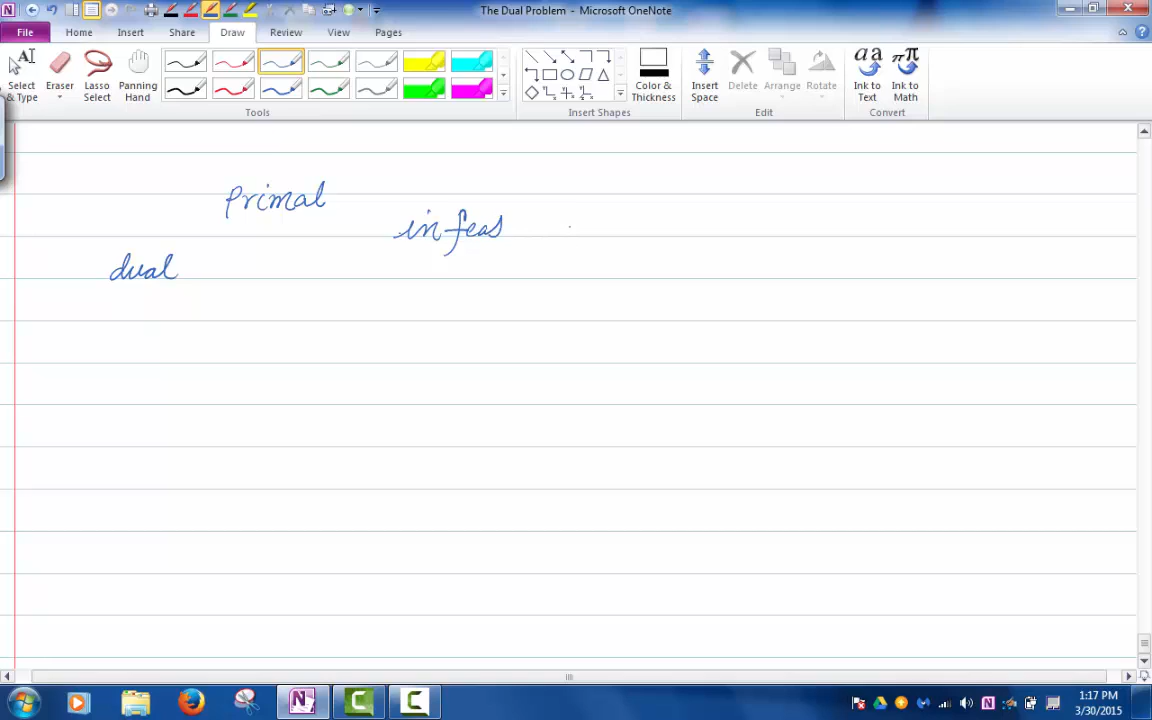 The Dual Problem - Microsoft OneNote
File Home Insert Share Draw Review View Pages
Select & Type
Eraser
Lasso Select
Panning Hand
Color & Thickness
Insert Space
Delete
Arrange
Rotate
Ink to Text
Ink to Math
Tools
Insert Shapes
Edit
Convert
primal
infeas
dual
1:17 PM
3/30/2015